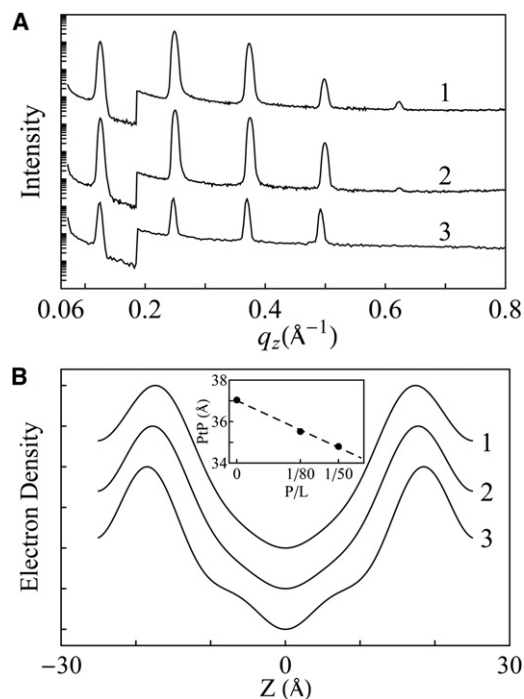 A
Intensity
1
2
3
0.06 0.2 0.4 0.6 0.8
q_z(Å⁻¹)
B
Electron Density
PtP (Å)
38
36
34
0 1/80 1/50
P/L
1
2
3
−30 0 30
Z (Å)